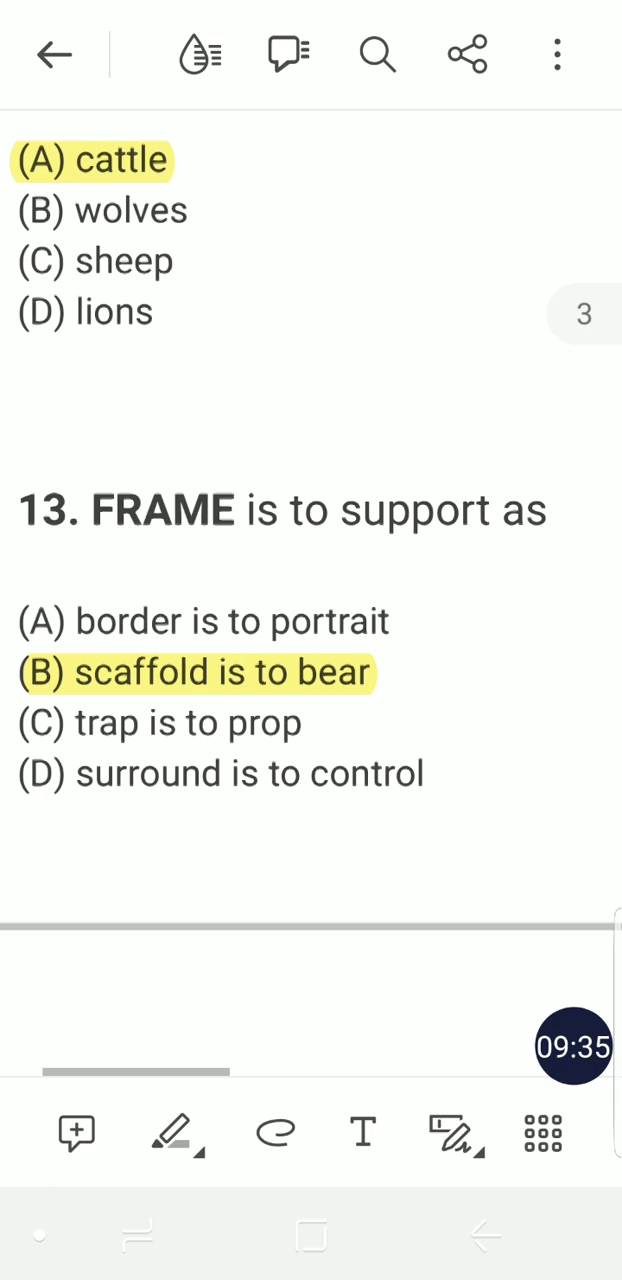 (A) cattle
(B) wolves
(C) sheep
(D) lions
3
13. FRAME is to support as
(A) border is to portrait
(B) scaffold is to bear
(C) trap is to prop
(D) surround is to control
09:35
T